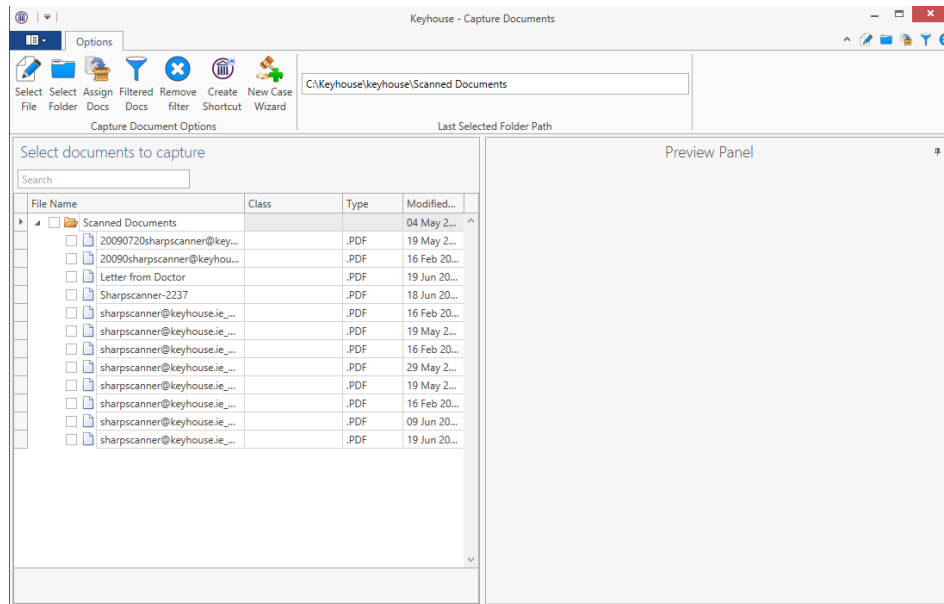 Keyhouse - Capture Documents
Options
Select File
Select Folder
Assign Docs
Filtered Docs
Remove filter
Create Shortcut
New Case Wizard
C:\Keyhouse\keyhouse\Scanned Documents
Capture Document Options
Last Selected Folder Path
Select documents to capture
Preview Panel
Search
File Name Class Type Modified...
Scanned Documents 04 May 2...
20090720sharpscanner@key... .PDF 19 May 2...
20090sharpscanner@keyhou... .PDF 16 Feb 20...
Letter from Doctor .PDF 19 Jun 20...
Sharpscanner-2237 .PDF 18 Jun 20...
sharpscanner@keyhouse.ie_... .PDF 16 Feb 20...
sharpscanner@keyhouse.ie_... .PDF 19 May 2...
sharpscanner@keyhouse.ie_... .PDF 16 Feb 20...
sharpscanner@keyhouse.ie_... .PDF 29 May 2...
sharpscanner@keyhouse.ie_... .PDF 19 May 2...
sharpscanner@keyhouse.ie_... .PDF 16 Feb 20...
sharpscanner@keyhouse.ie_... .PDF 09 Jun 20...
sharpscanner@keyhouse.ie_... .PDF 19 Jun 20...